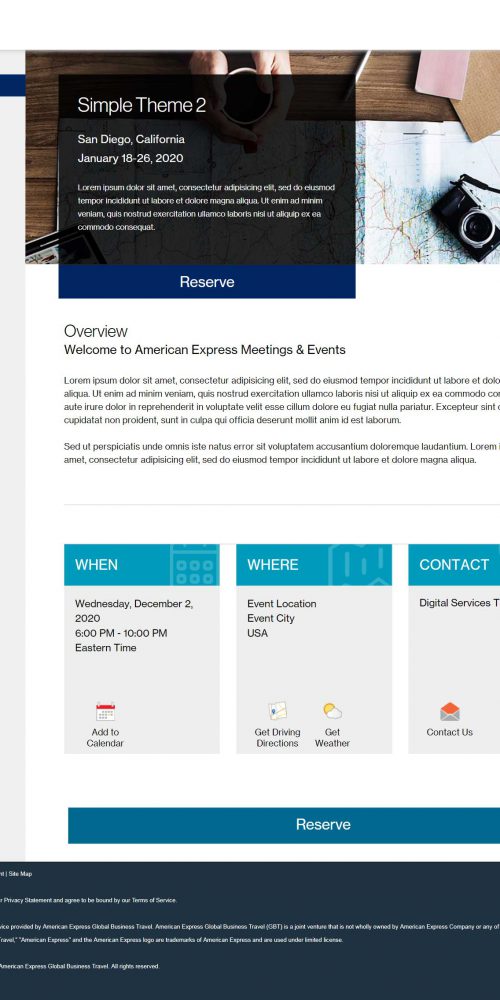 Simple Theme 2
San Diego, California
January 18-26, 2020
Lorem ipsum dolor sit amet, consectetur adipisicing elit, sed do eiusmod
tempor incididunt ut labore et dolore magna aliqua. Ut enim ad minim
veniam, quis nostrud exercitation ullamco laboris nisi ut aliquip ex ea
commodo consequat.
Reserve
Overview
Welcome to American Express Meetings & Events
Lorem ipsum dolor sit amet, consectetur adipisicing elit, sed do eiusmod tempor incididunt ut labore et dolo
aliqua. Ut enim ad minim veniam, quis nostrud exercitation ullamco laboris nisi ut aliquip ex ea commodo co
aute irure dolor in reprehenderit in voluptate velit esse cillum dolore eu fugiat nulla pariatur. Excepteur sint
cupidatat non proident, sunt in culpa qui officia deserunt mollit anim id est laborum.
Sed ut perspiciatis unde omnis iste natus error sit voluptatem accusantium doloremque laudantium. Lorem
amet, consectetur adipisicing elit, sed do eiusmod tempor incididunt ut labore et dolore magna aliqua.
WHEN
Wednesday, December 2,
2020
6:00 PM - 10:00 PM
Eastern Time
Add to
Calendar
WHERE
Event Location
Event City
USA
Get Driving
Directions
Get
Weather
CONTACT
Digital Services T
Contact Us
Reserve
nt | Site Map
r Privacy Statement and agree to be bound by our Terms of Service.
vice provided by American Express Global Business Travel. American Express Global Business Travel (GBT) is a joint venture that is not wholly owned by American Express Company or any of
Travel," "American Express" and the American Express logo are trademarks of American Express and are used under limited license.
American Express Global Business Travel. All rights reserved.